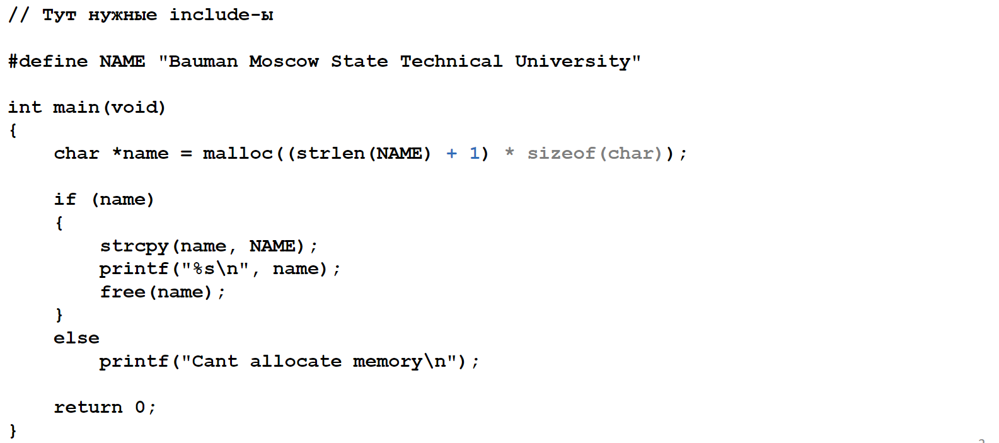 // Тут нужные include-ы
#define NAME "Bauman Moscow State Technical University"
int main(void)
{
    char *name = malloc((strlen(NAME) + 1) * sizeof(char));
    if (name)
    {
        strcpy(name, NAME);
        printf("%s\n", name);
        free(name);
    }
    else
        printf("Cant allocate memory\n");
    return 0;
}